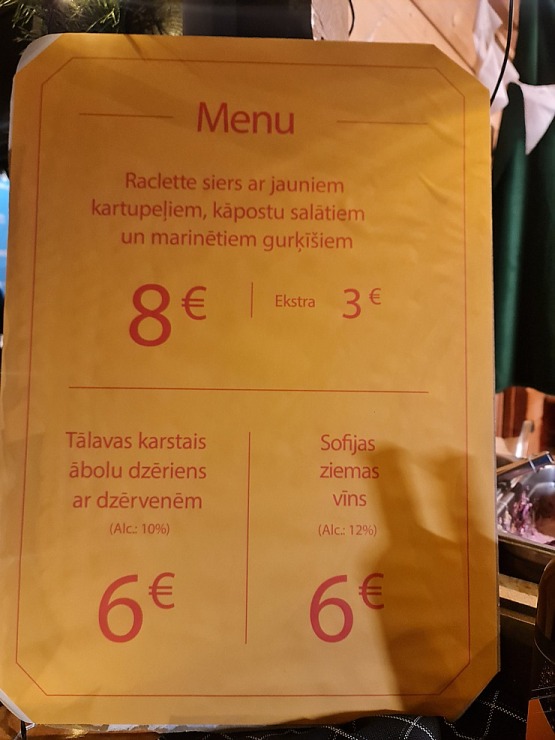 Menu
Raclette siers ar jauniem
kartupeļiem, kāpostu salātiem
un marinētiem gurķīšiem
8 € Ekstra 3 €
Tālavas karstais
ābolu dzēriens
ar dzērvenēm
(Alc.: 10%)
6 €
Sofijas
ziemas
vīns
(Alc.: 12%)
6 €